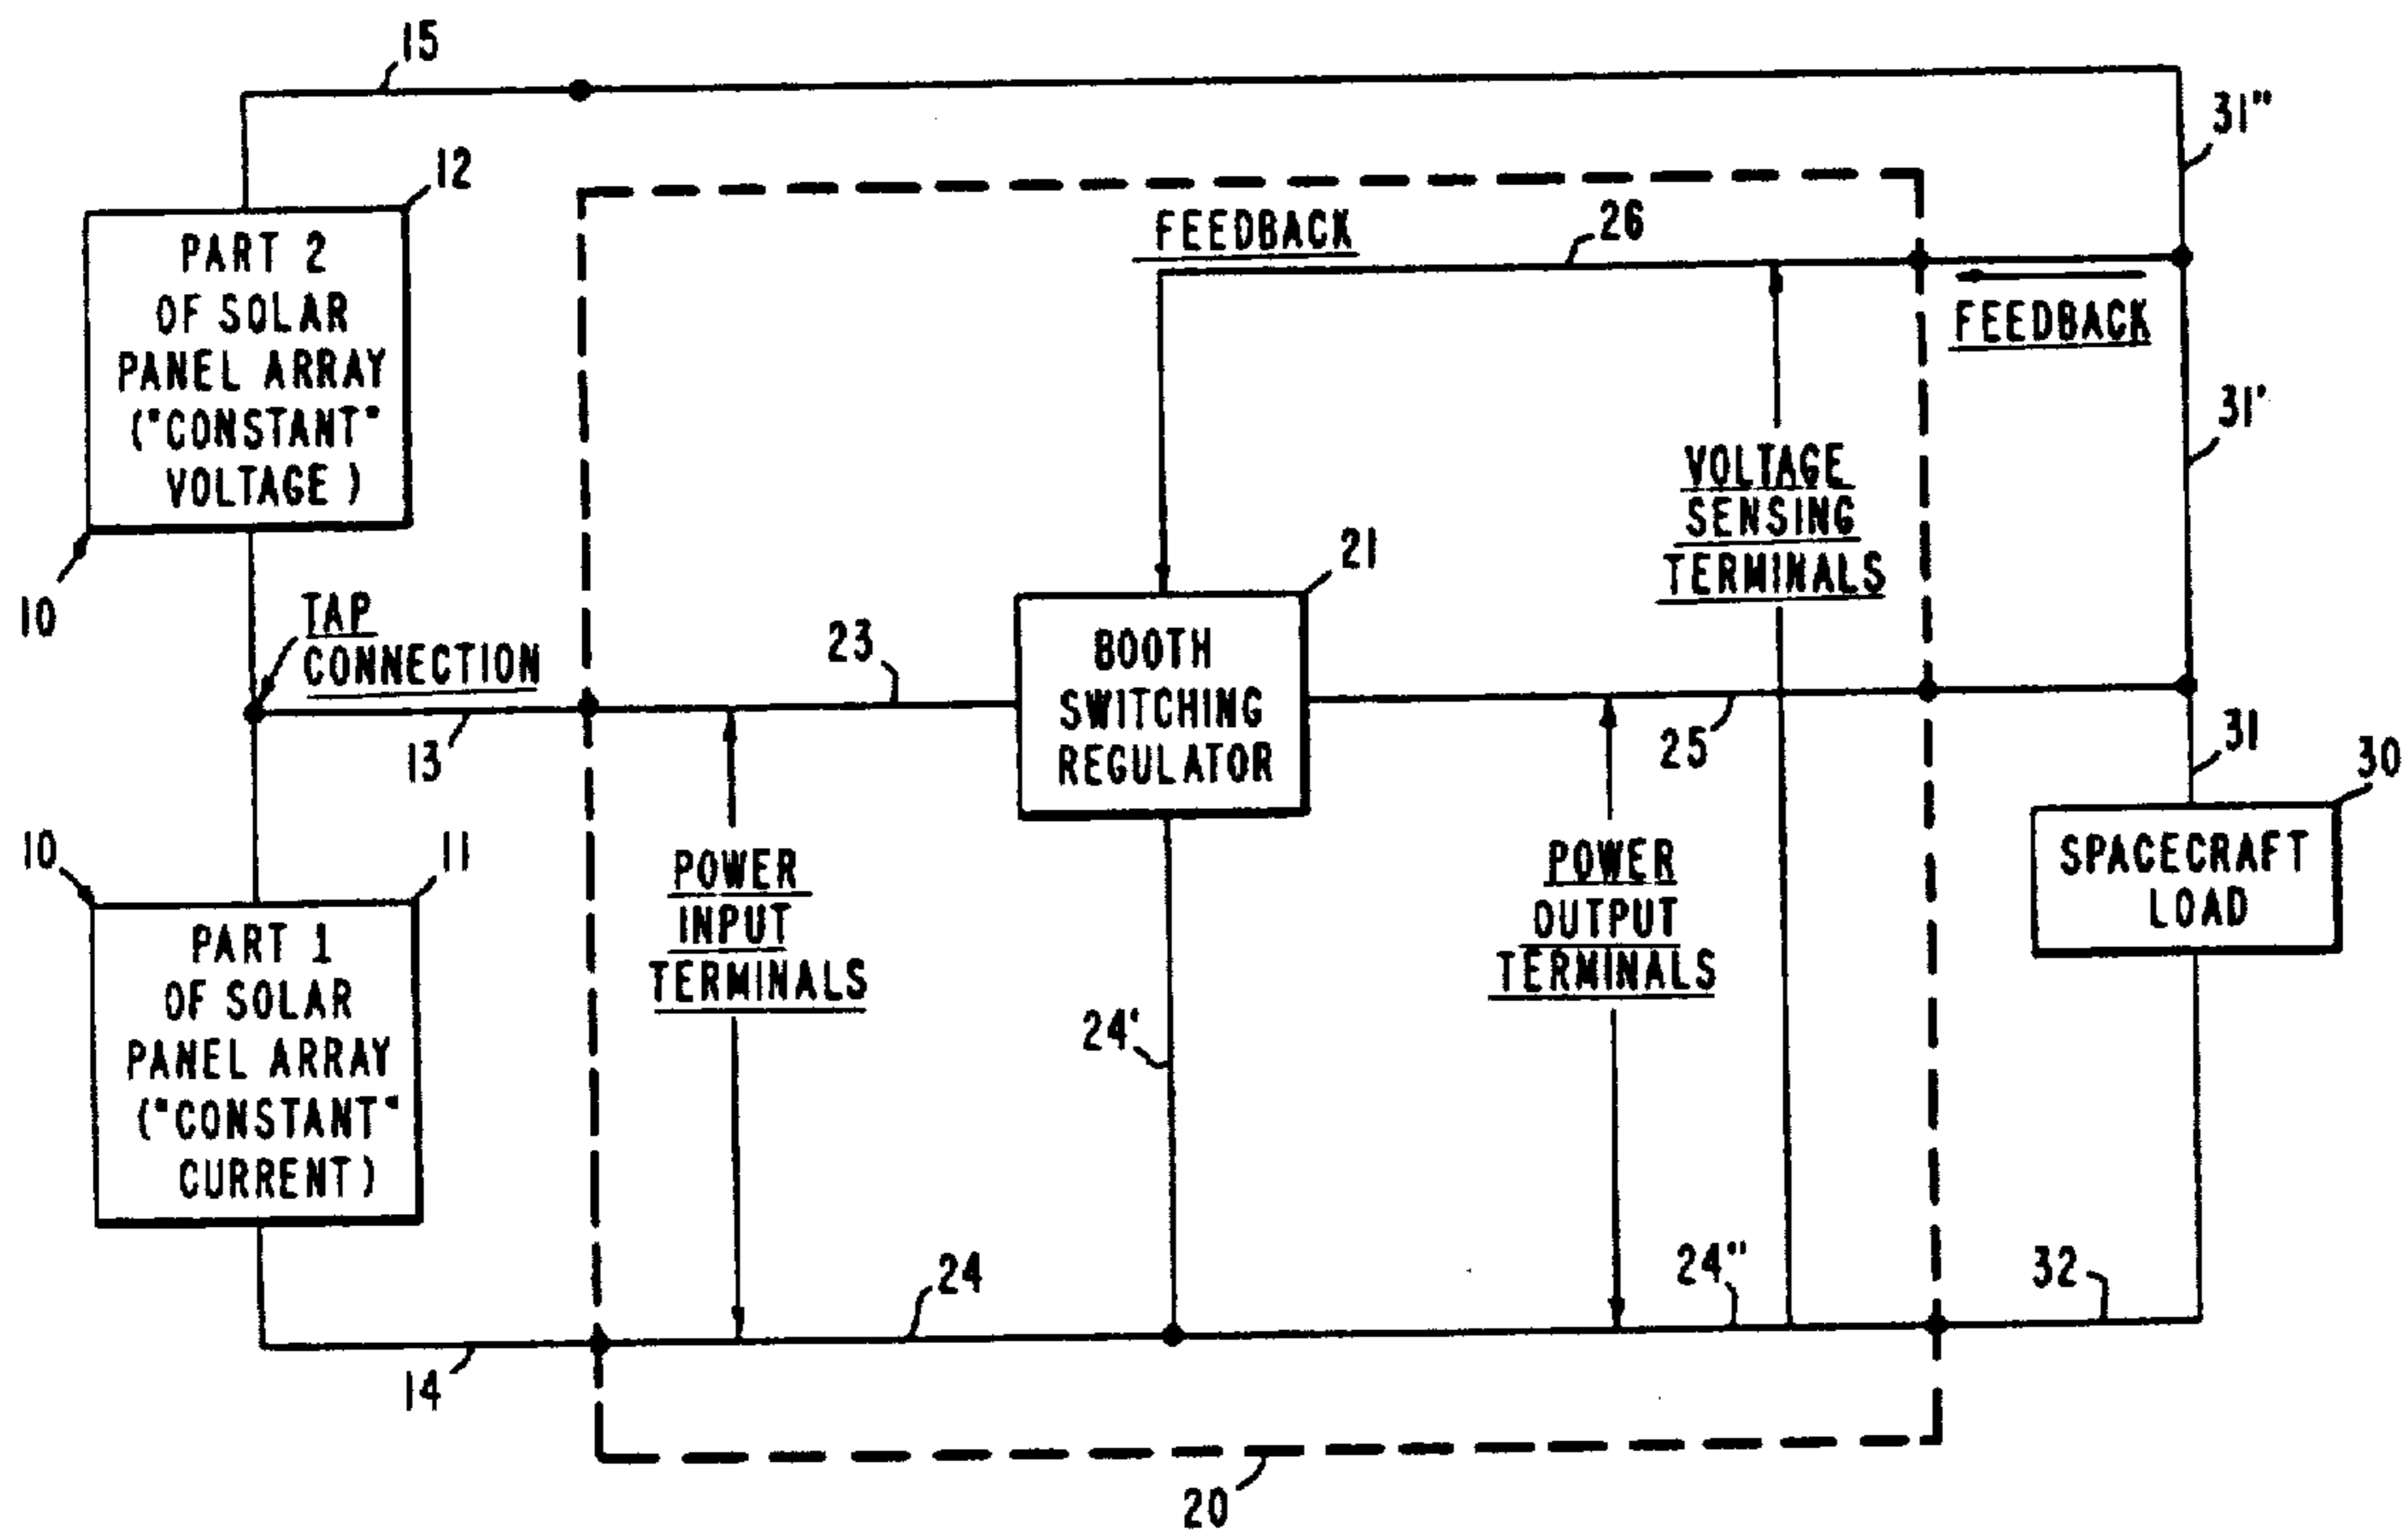 15
31"
12
PART 2
OF SOLAR
PANEL ARRAY
("CONSTANT"
VOLTAGE)
10
FEEDBACK
26
FEEDBACK
31'
VOLTAGE
SENSING
TERMINALS
TAP
CONNECTION
13
23
21
BOOTH
SWITCHING
REGULATOR
25
31
30
SPACECRAFT
LOAD
10
11
PART 1
OF SOLAR
PANEL ARRAY
("CONSTANT"
CURRENT)
POWER
INPUT
TERMINALS
24'
POWER
OUTPUT
TERMINALS
14
24
24"
32
20